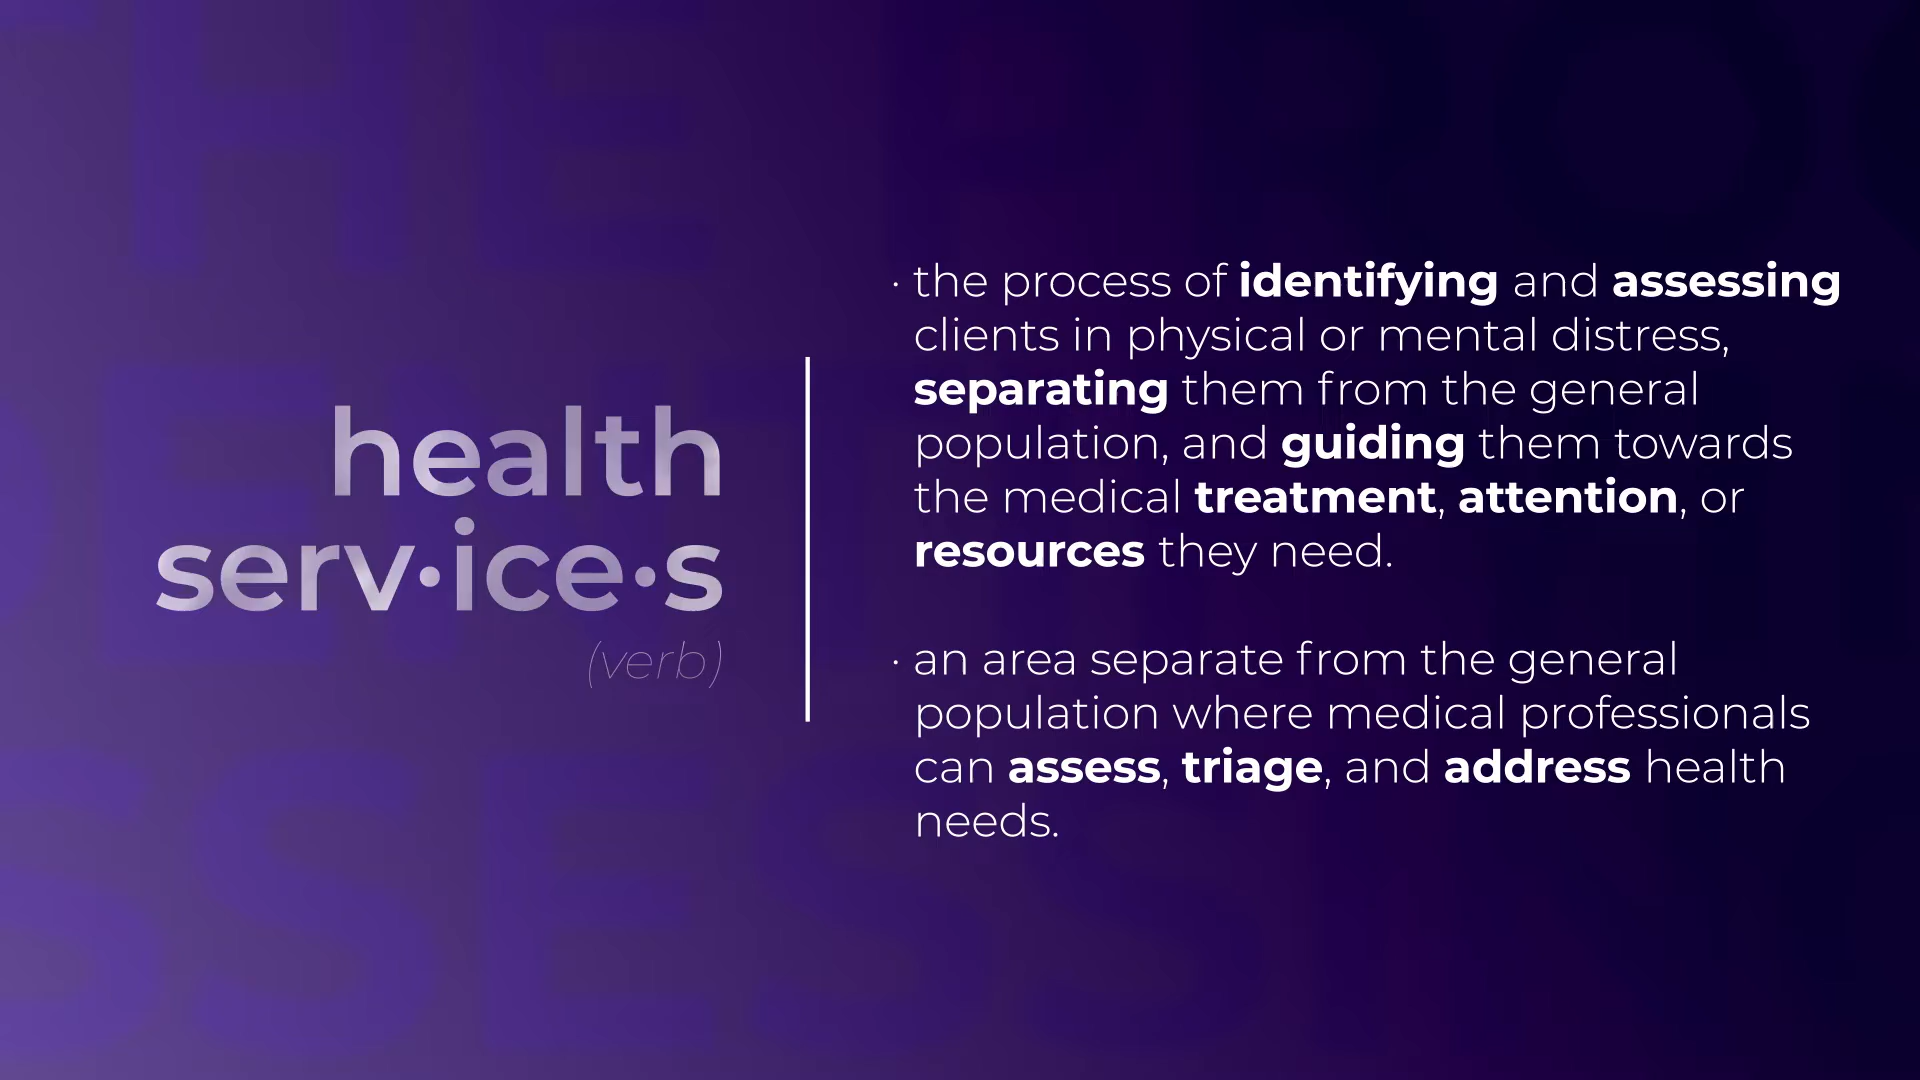 health
serv·ice·s
(verb)
· the process of identifying and assessing
clients in physical or mental distress,
separating them from the general
population, and guiding them towards
the medical treatment, attention, or
resources they need.
· an area separate from the general
population where medical professionals
can assess, triage, and address health
needs.